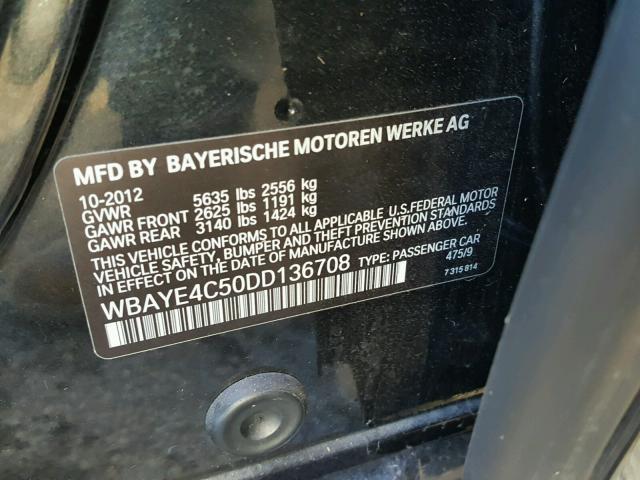 MFD BY BAYERISCHE MOTOREN WERKE AG
10-2012
GVWR 5635 lbs 2556 kg
GAWR FRONT 2625 lbs 1191 kg
GAWR REAR 3140 lbs 1424 kg
THIS VEHICLE CONFORMS TO ALL APPLICABLE U.S.FEDERAL MOTOR
VEHICLE SAFETY, BUMPER AND THEFT PREVENTION STANDARDS
IN EFFECT ON THE DATE OF MANUFACTURE SHOWN ABOVE.
WBAYE4C50DD136708 TYPE: PASSENGER CAR
475/9
7 315 814